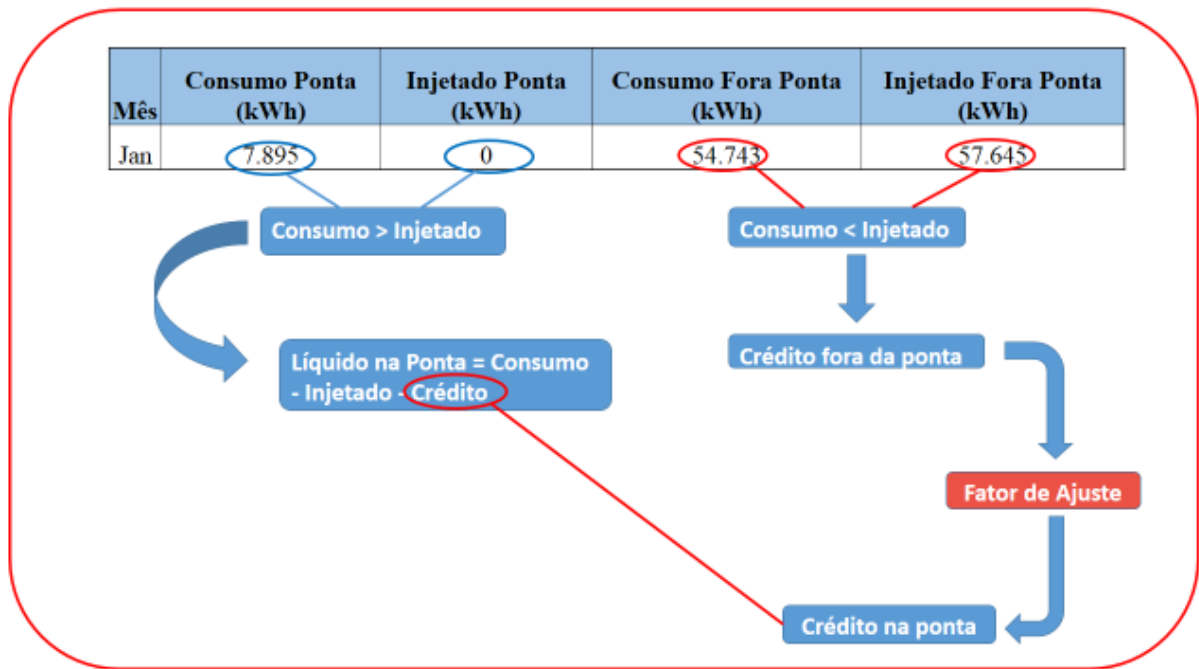 Mês
Consumo Ponta
(kWh)
Injetado Ponta
(kWh)
Consumo Fora Ponta
(kWh)
Injetado Fora Ponta
(kWh)
Jan 7.895 0 54.743 57.645
Consumo > Injetado
Consumo < Injetado
Líquido na Ponta = Consumo
- Injetado - Crédito
Crédito fora da ponta
Fator de Ajuste
Crédito na ponta